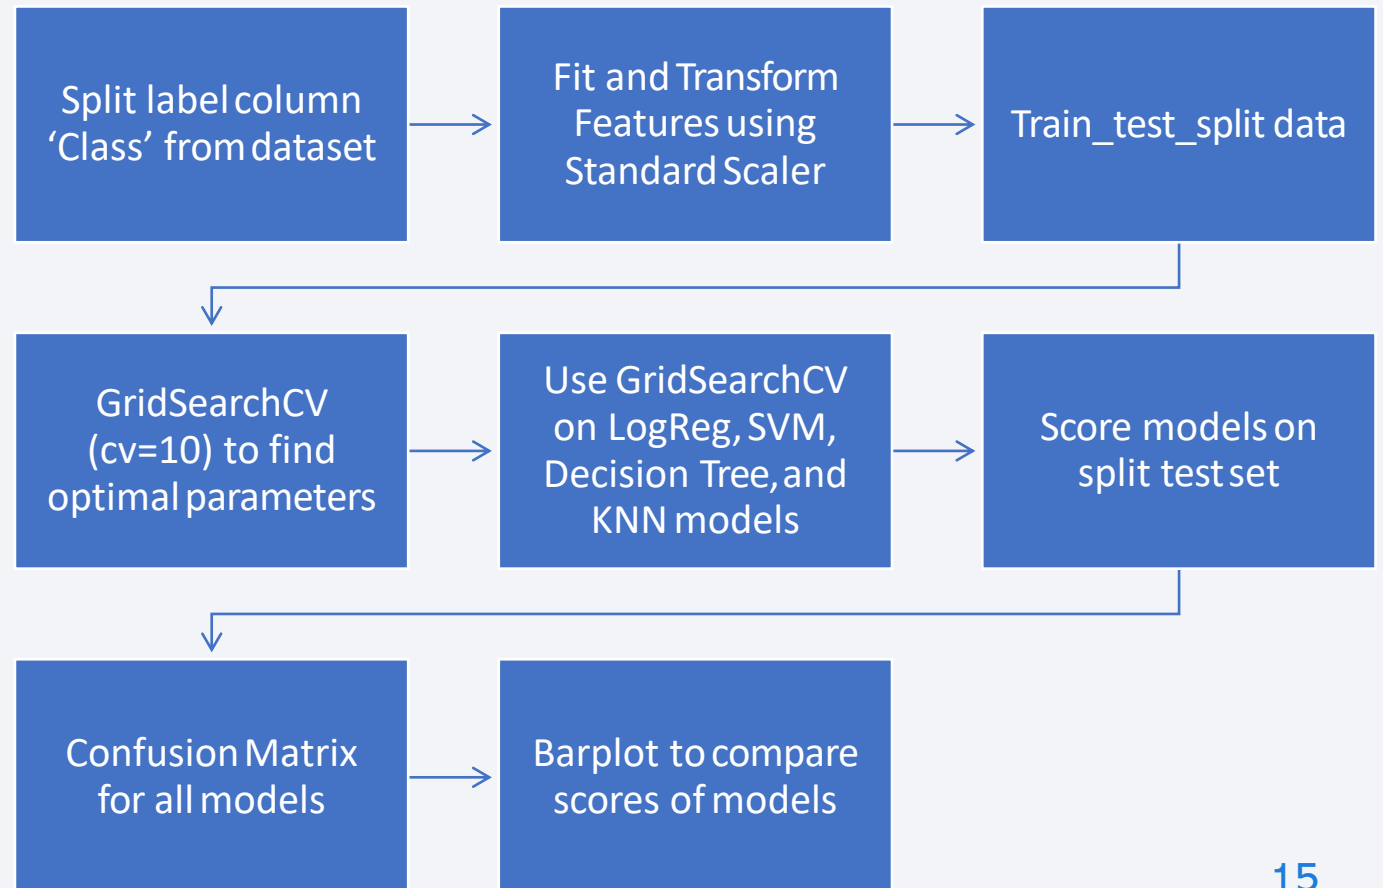 Split label column
‘Class’ from dataset
Fit and Transform
Features using
Standard Scaler
Train_test_split data
GridSearchCV
(cv=10) to find
optimal parameters
Use GridSearchCV
on LogReg, SVM,
Decision Tree, and
KNN models
Score models on
split test set
Confusion Matrix
for all models
Barplot to compare
scores of models
15